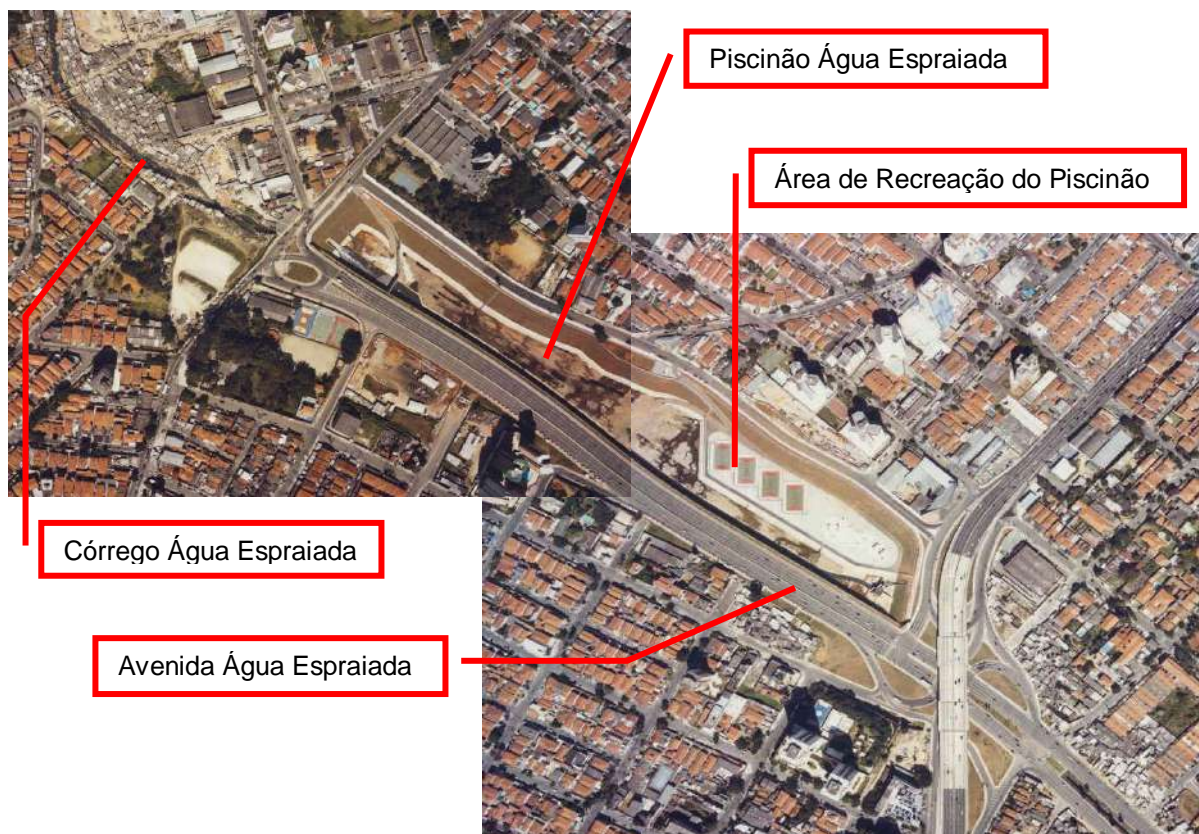 Piscinão Água Espraiada
Área de Recreação do Piscinão
Córrego Água Espraiada
Avenida Água Espraiada